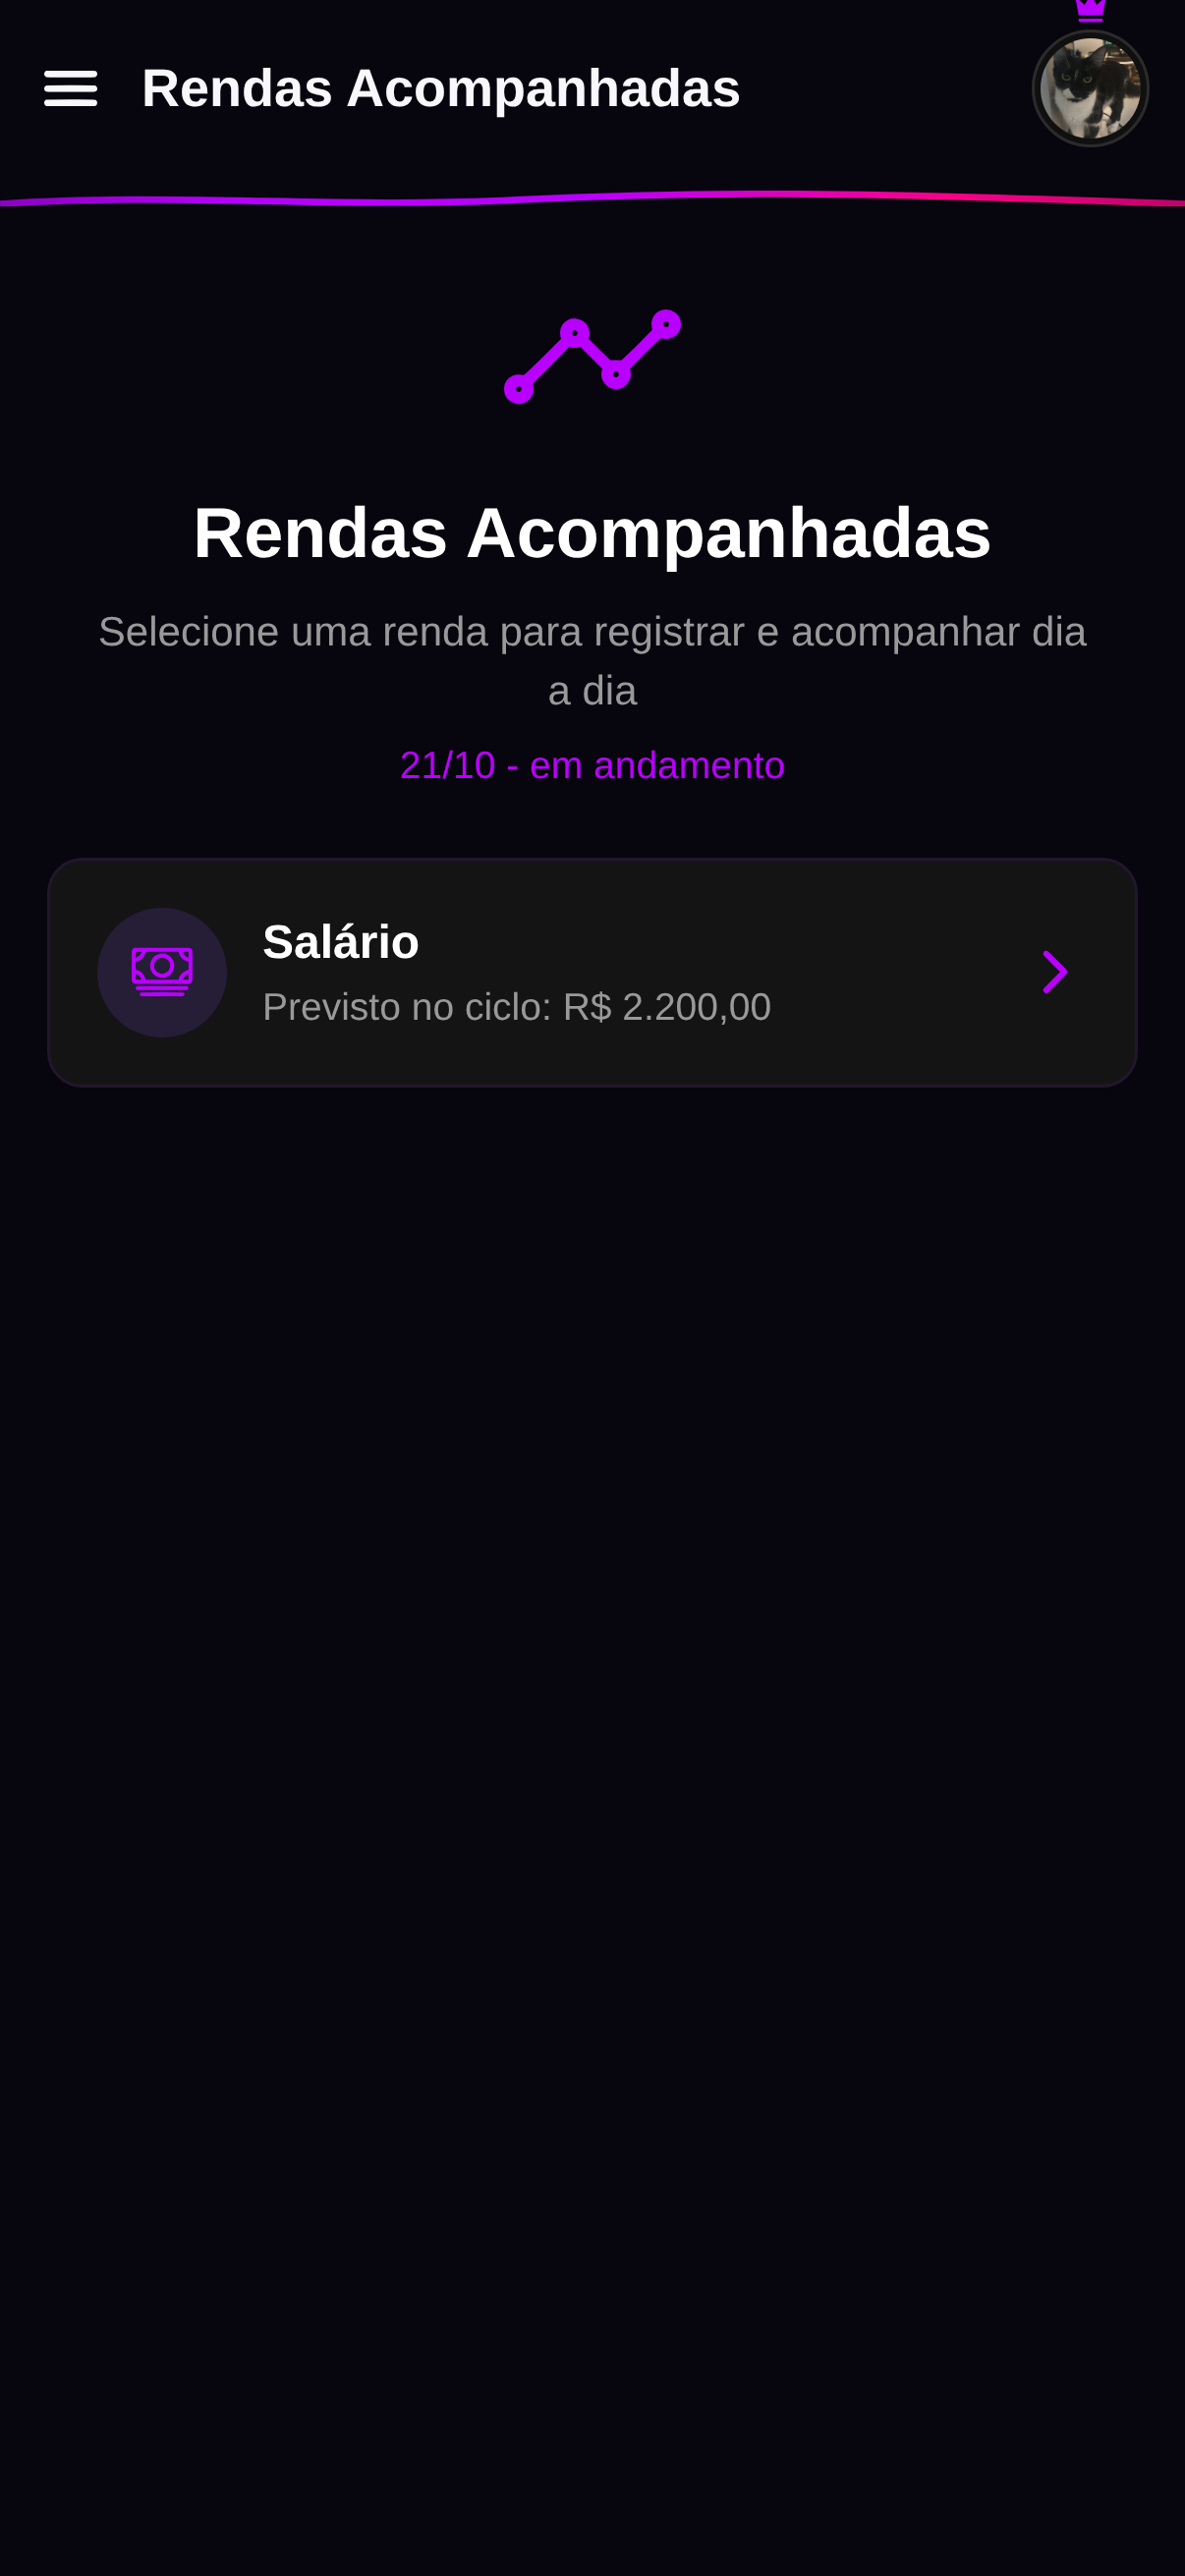 Rendas Acompanhadas
Rendas Acompanhadas
Selecione uma renda para registrar e acompanhar dia
a dia
21/10 - em andamento
Salário
Previsto no ciclo: R$ 2.200,00